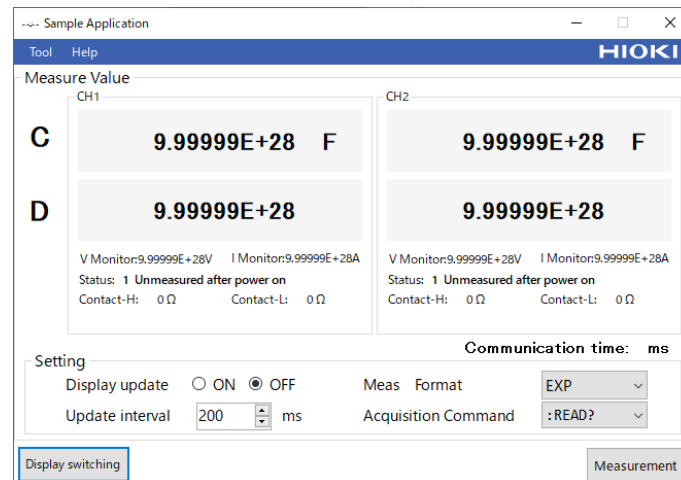 Sample Application
Tool Help HIOKI
Measure Value
CH1 CH2
C 9.99999E+28 F 9.99999E+28 F
D 9.99999E+28 9.99999E+28
V Monitor:9.99999E+28V I Monitor:9.99999E+28A V Monitor:9.99999E+28V I Monitor:9.99999E+28A
Status: 1 Unmeasured after power on Status: 1 Unmeasured after power on
Contact-H: 0 Ω Contact-L: 0 Ω Contact-H: 0 Ω Contact-L: 0 Ω
Communication time: ms
Setting
Display update ON OFF Meas Format EXP
Update interval 200 ms Acquisition Command :READ?
Display switching Measurement